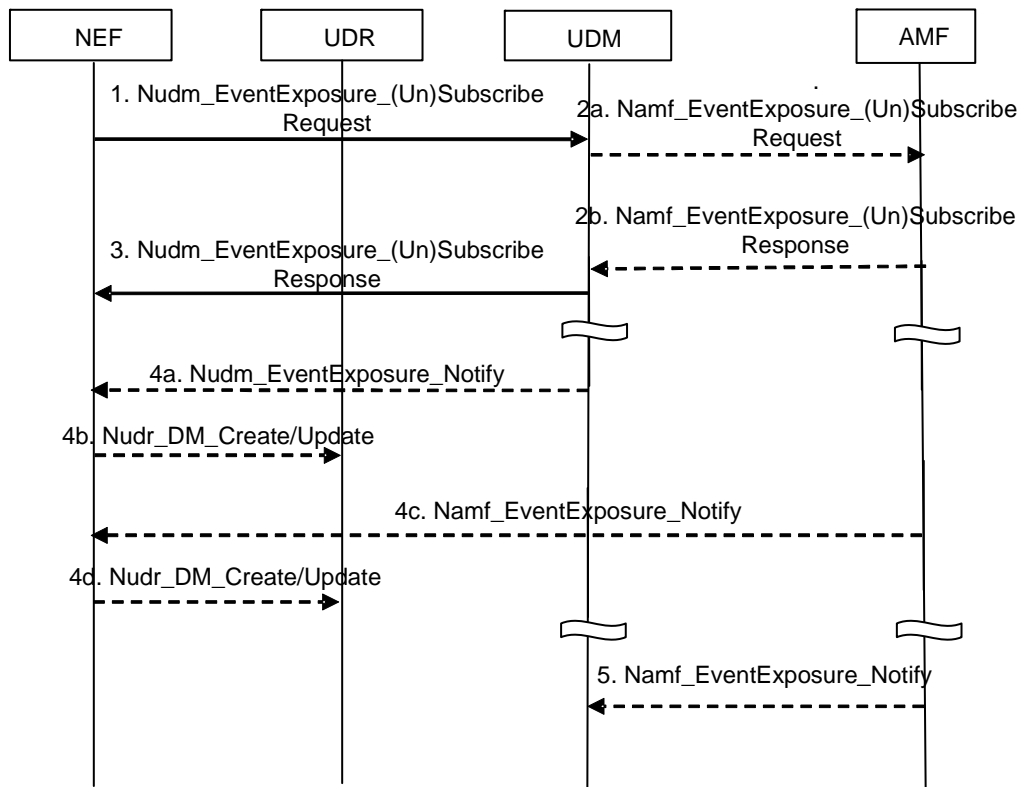 NEF
UDR
UDM
AMF
1. Nudm_EventExposure_(Un)Subscribe
Request
.
2a. Namf_EventExposure_(Un)Subscribe
Request
2b. Namf_EventExposure_(Un)Subscribe
Response
3. Nudm_EventExposure_(Un)Subscribe
Response
4a. Nudm_EventExposure_Notify
4b. Nudr_DM_Create/Update
4c. Namf_EventExposure_Notify
4d. Nudr_DM_Create/Update
5. Namf_EventExposure_Notify